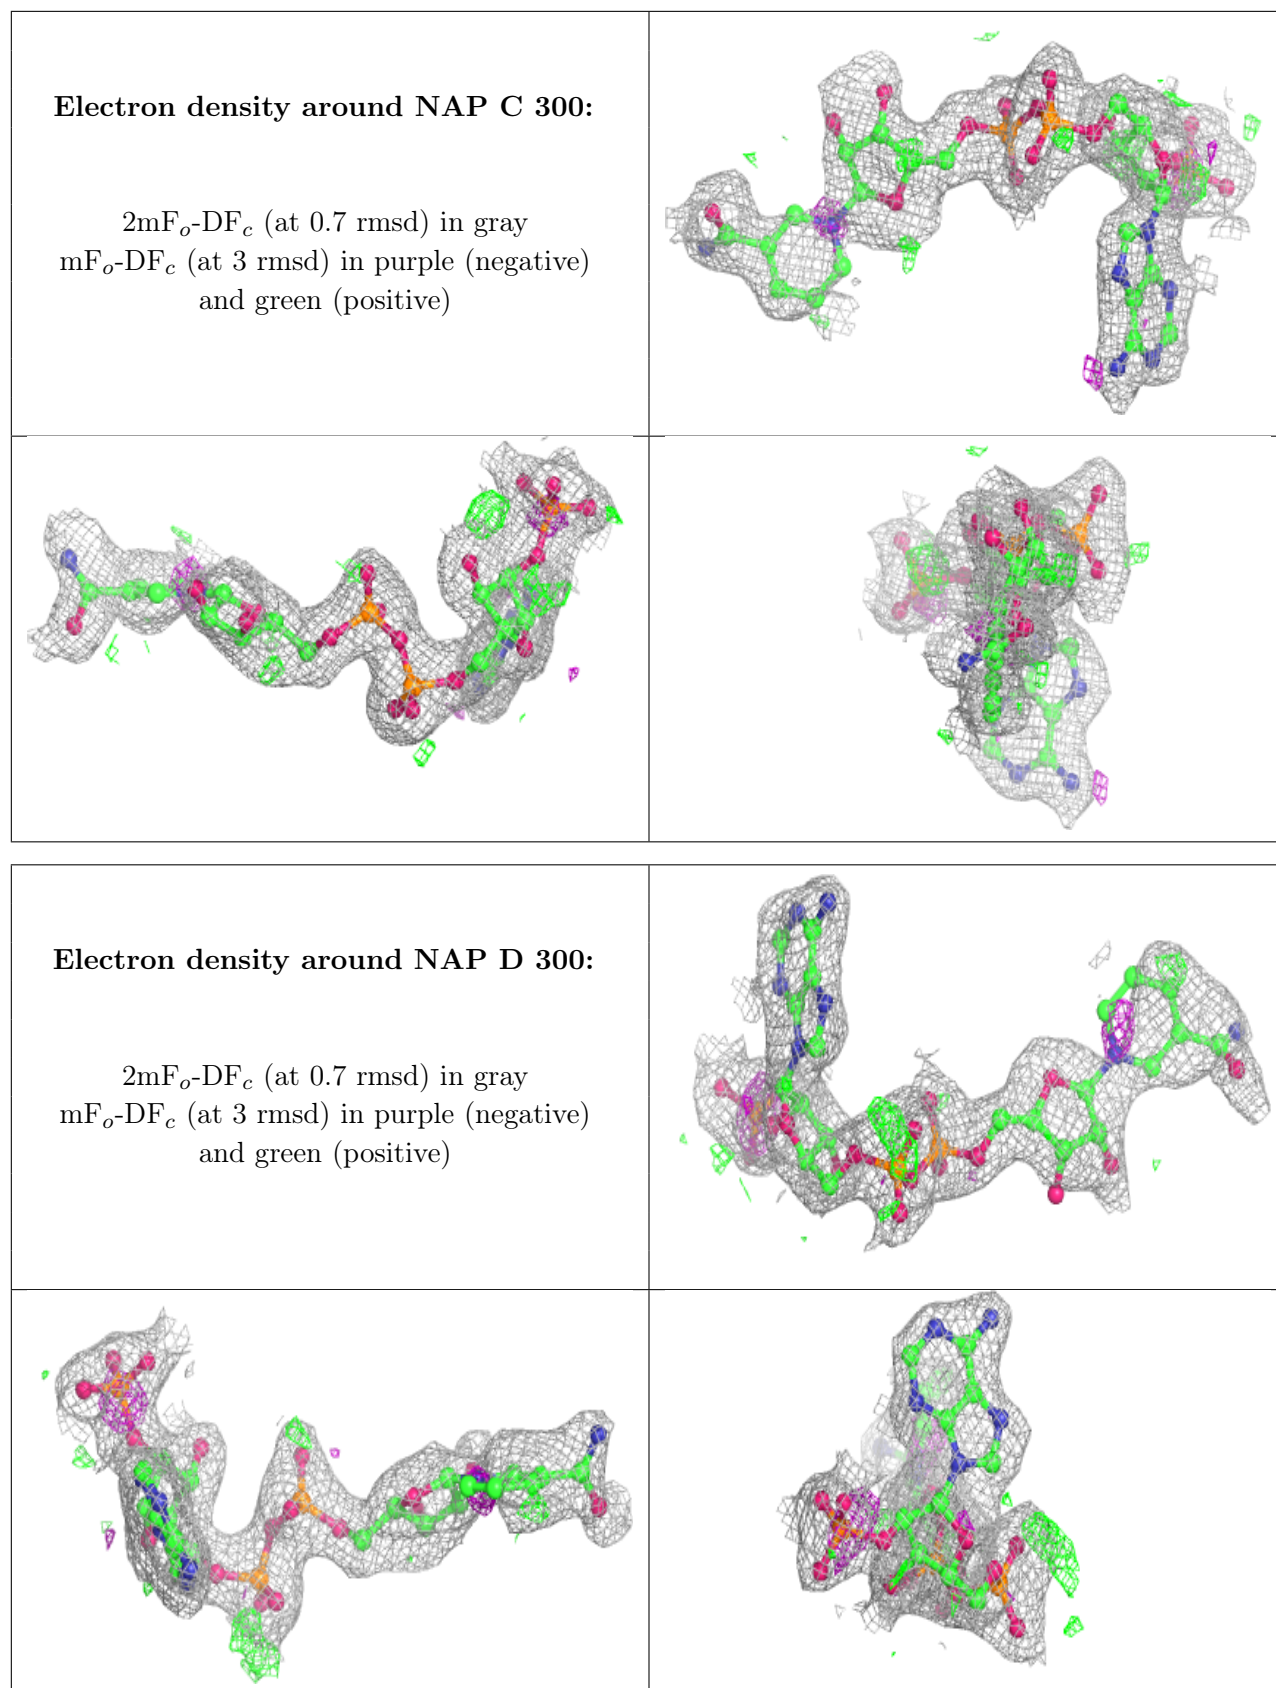 Electron density around NAP C 300:
2mFo-DFc (at 0.7 rmsd) in gray
mFo-DFc (at 3 rmsd) in purple (negative)
and green (positive)
Electron density around NAP D 300:
2mFo-DFc (at 0.7 rmsd) in gray
mFo-DFc (at 3 rmsd) in purple (negative)
and green (positive)